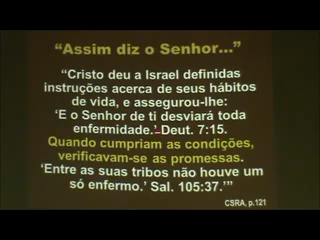 “Assim diz o Senhor...”
“Cristo deu a Israel definidas
instruções acerca de seus hábitos
de vida, e assegurou-lhe:
‘E o Senhor de ti desviará toda
enfermidade.’ Deut. 7:15.
Quando cumpriam as condições,
verificavam-se as promessas.
‘Entre as suas tribos não houve um
só enfermo.’ Sal. 105:37.’”
CSRA, p.121